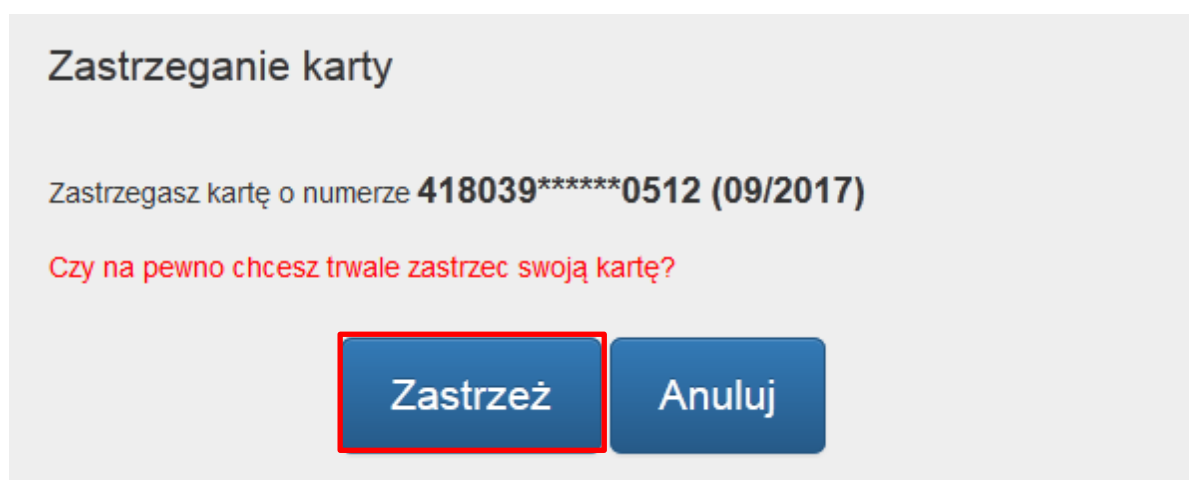 Zastrzeganie karty
Zastrzegasz kartę o numerze 418039******0512 (09/2017)
Czy na pewno chcesz trwale zastrzec swoją kartę?
Zastrzeż
Anuluj